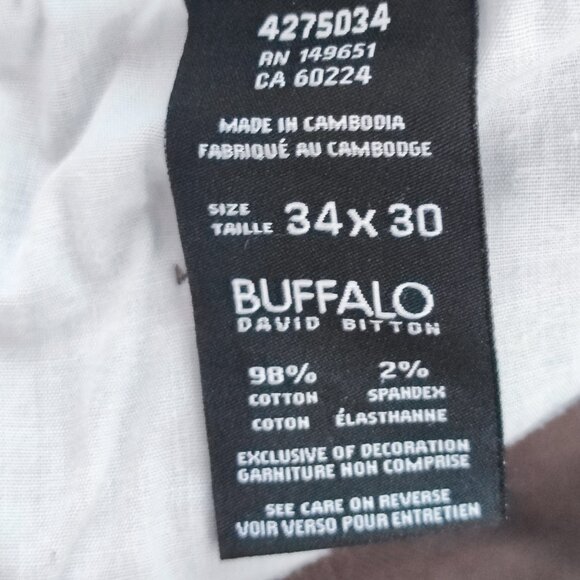 4275034
RN 149651
CA 60224
MADE IN CAMBODIA
FABRIQUÉ AU CAMBODGE
SIZE
TAILLE 34 X 30
BUFFALO
DAVID BITTON
98% 2%
COTTON SPANDEX
COTON ÉLASTHANNE
EXCLUSIVE OF DECORATION
GARNITURE NON COMPRISE
SEE CARE ON REVERSE
VOIR VERSO POUR ENTRETIEN